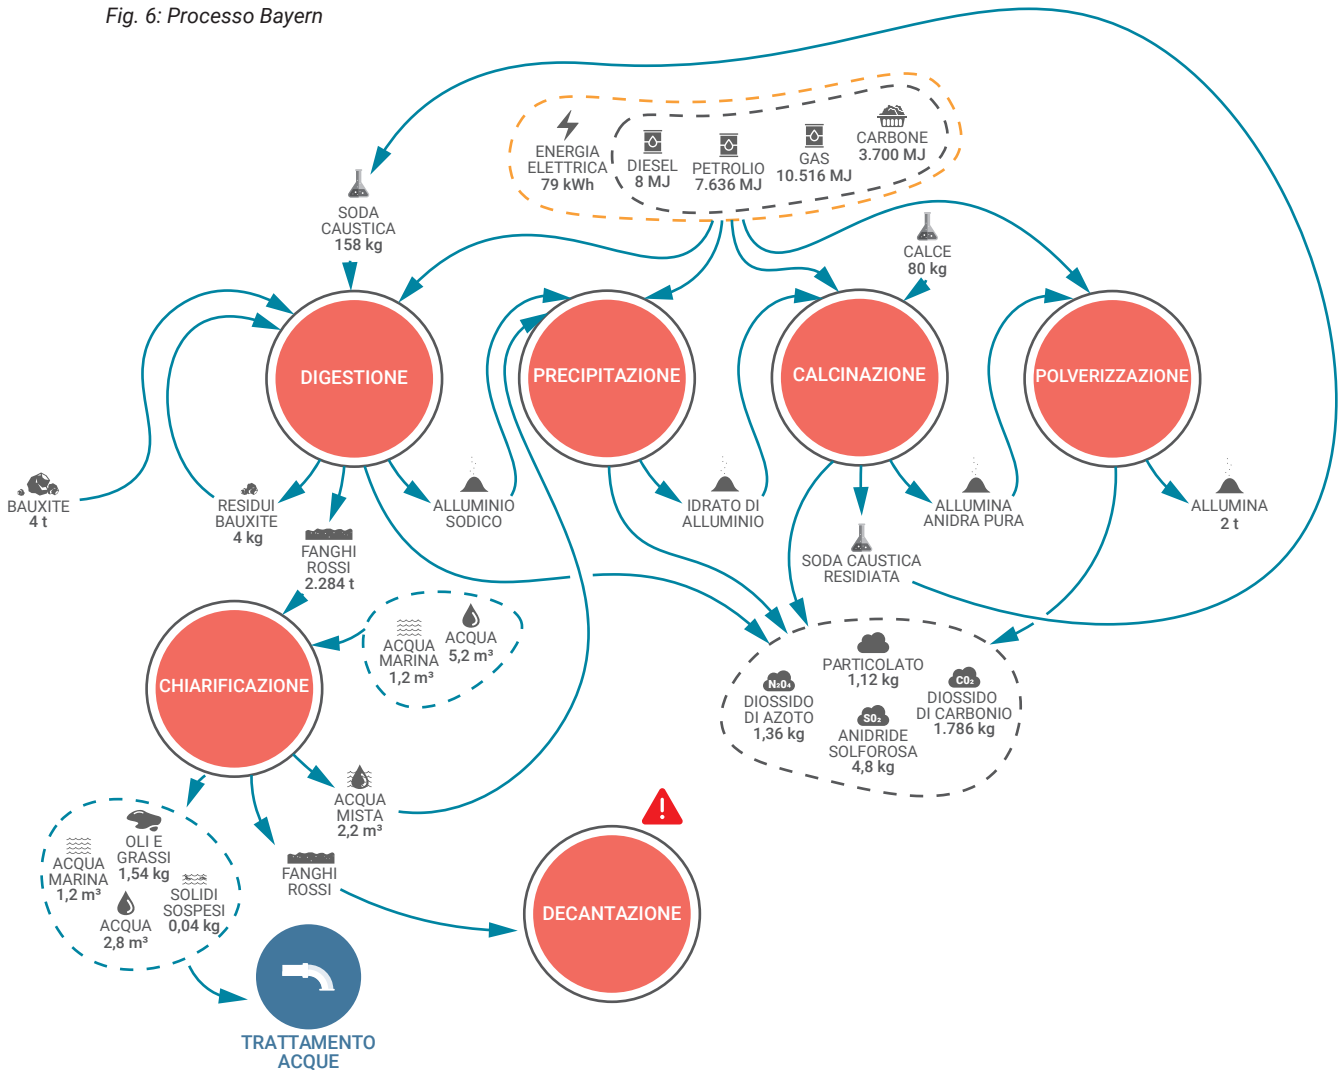 Fig. 6: Processo Bayern
ENERGIA
ELETTRICA
79 kWh
DIESEL
8 MJ
PETROLIO
7.636 MJ
GAS
10.516 MJ
CARBONE
3.700 MJ
SODA
CAUSTICA
158 kg
CALCE
80 kg
DIGESTIONE
PRECIPITAZIONE
CALCINAZIONE
POLVERIZZAZIONE
BAUXITE
4 t
RESIDUI
BAUXITE
4 kg
FANGHI
ROSSI
2.284 t
ALLUMINIO
SODICO
IDRATO DI
ALLUMINIO
SODA CAUSTICA
RESIDIATA
ALLUMINA
ANIDRA PURA
ALLUMINA
2 t
CHIARIFICAZIONE
ACQUA
MARINA
1,2 m³
ACQUA
5,2 m³
PARTICOLATO
1,12 kg
N₂O₄
DIOSSIDO
DI AZOTO
1,36 kg
SO₂
ANIDRIDE
SOLFOROSA
4,8 kg
CO₂
DIOSSIDO
DI CARBONIO
1.786 kg
ACQUA
MISTA
2,2 m³
FANGHI
ROSSI
DECANTAZIONE
ACQUA
MARINA
1,2 m³
OLI E
GRASSI
1,54 kg
ACQUA
2,8 m³
SOLIDI
SOSPESI
0,04 kg
TRATTAMENTO
ACQUE